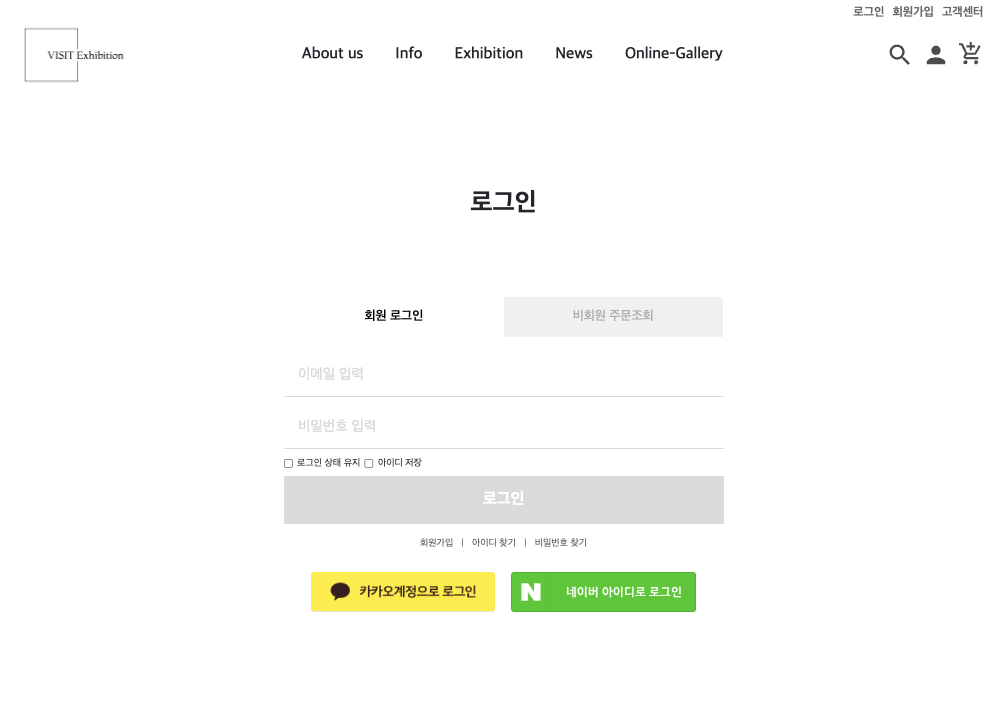 로그인 회원가입 고객센터
VISIT Exhibition
About us Info Exhibition News Online-Gallery
로그인
회원 로그인 비회원 주문조회
이메일 입력
비밀번호 입력
로그인 상태 유지 아이디 저장
로그인
회원가입 | 아이디 찾기 | 비밀번호 찾기
카카오계정으로 로그인 N 네이버 아이디로 로그인